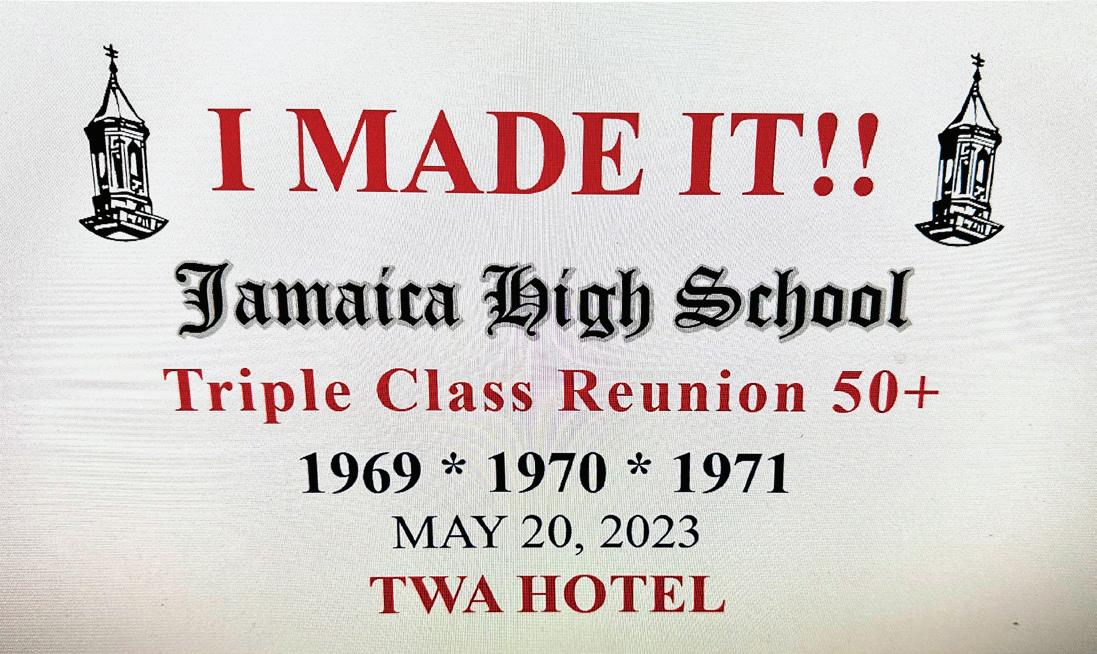 I MADE IT!!
Jamaica High School
Triple Class Reunion 50+
1969 * 1970 * 1971
MAY 20, 2023
TWA HOTEL